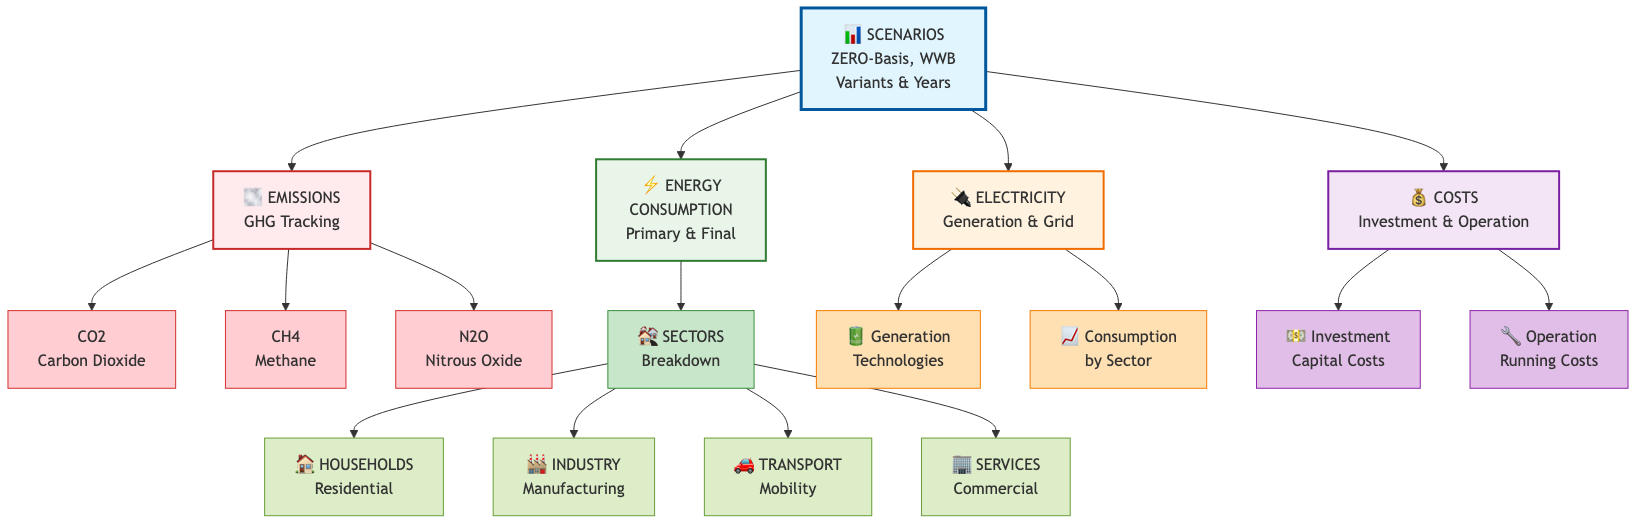 📊 SCENARIOS
ZERO-Basis, WWB
Variants & Years
🌫️ EMISSIONS
GHG Tracking
⚡ ENERGY
CONSUMPTION
Primary & Final
🔌 ELECTRICITY
Generation & Grid
💰 COSTS
Investment & Operation
CO2
Carbon Dioxide
CH4
Methane
N2O
Nitrous Oxide
🏘️ SECTORS
Breakdown
🔋 Generation
Technologies
📈 Consumption
by Sector
💵 Investment
Capital Costs
🔧 Operation
Running Costs
🏠 HOUSEHOLDS
Residential
🏭 INDUSTRY
Manufacturing
🚗 TRANSPORT
Mobility
🏢 SERVICES
Commercial